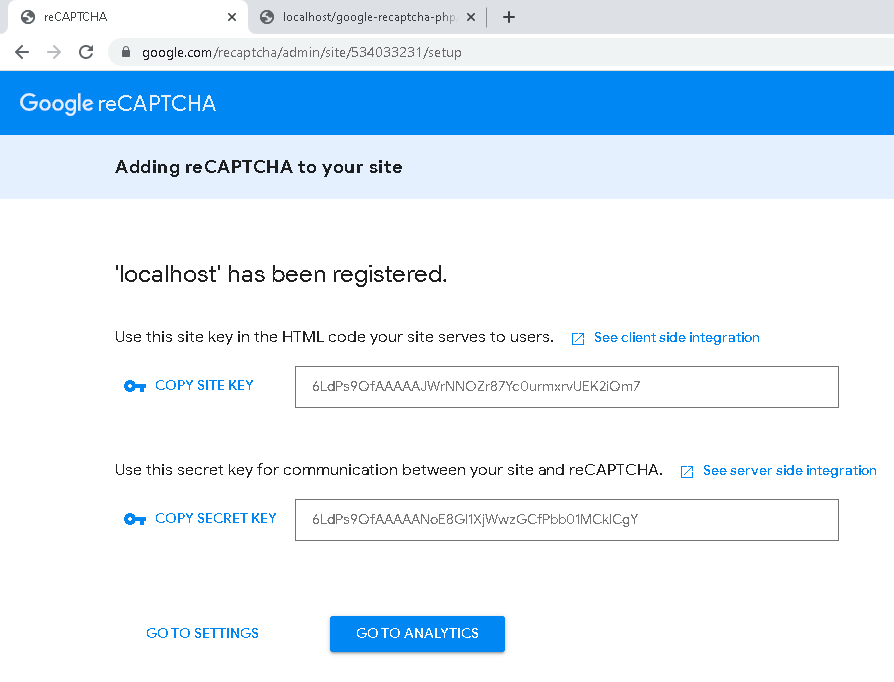 reCAPTCHA
localhost/google-recaptcha-php
google.com/recaptcha/admin/site/534033231/setup
Google reCAPTCHA
Adding reCAPTCHA to your site
'localhost' has been registered.
Use this site key in the HTML code your site serves to users. See client side integration
COPY SITE KEY 6LdPs9QfAAAAAJWrNNOZr87Yc0urmxrvUEK2iQm7
Use this secret key for communication between your site and reCAPTCHA. See server side integration
COPY SECRET KEY 6LdPs9QfAAAAANoE8Gl1XjWwzGCfPbb01MCklCgY
GO TO SETTINGS GO TO ANALYTICS